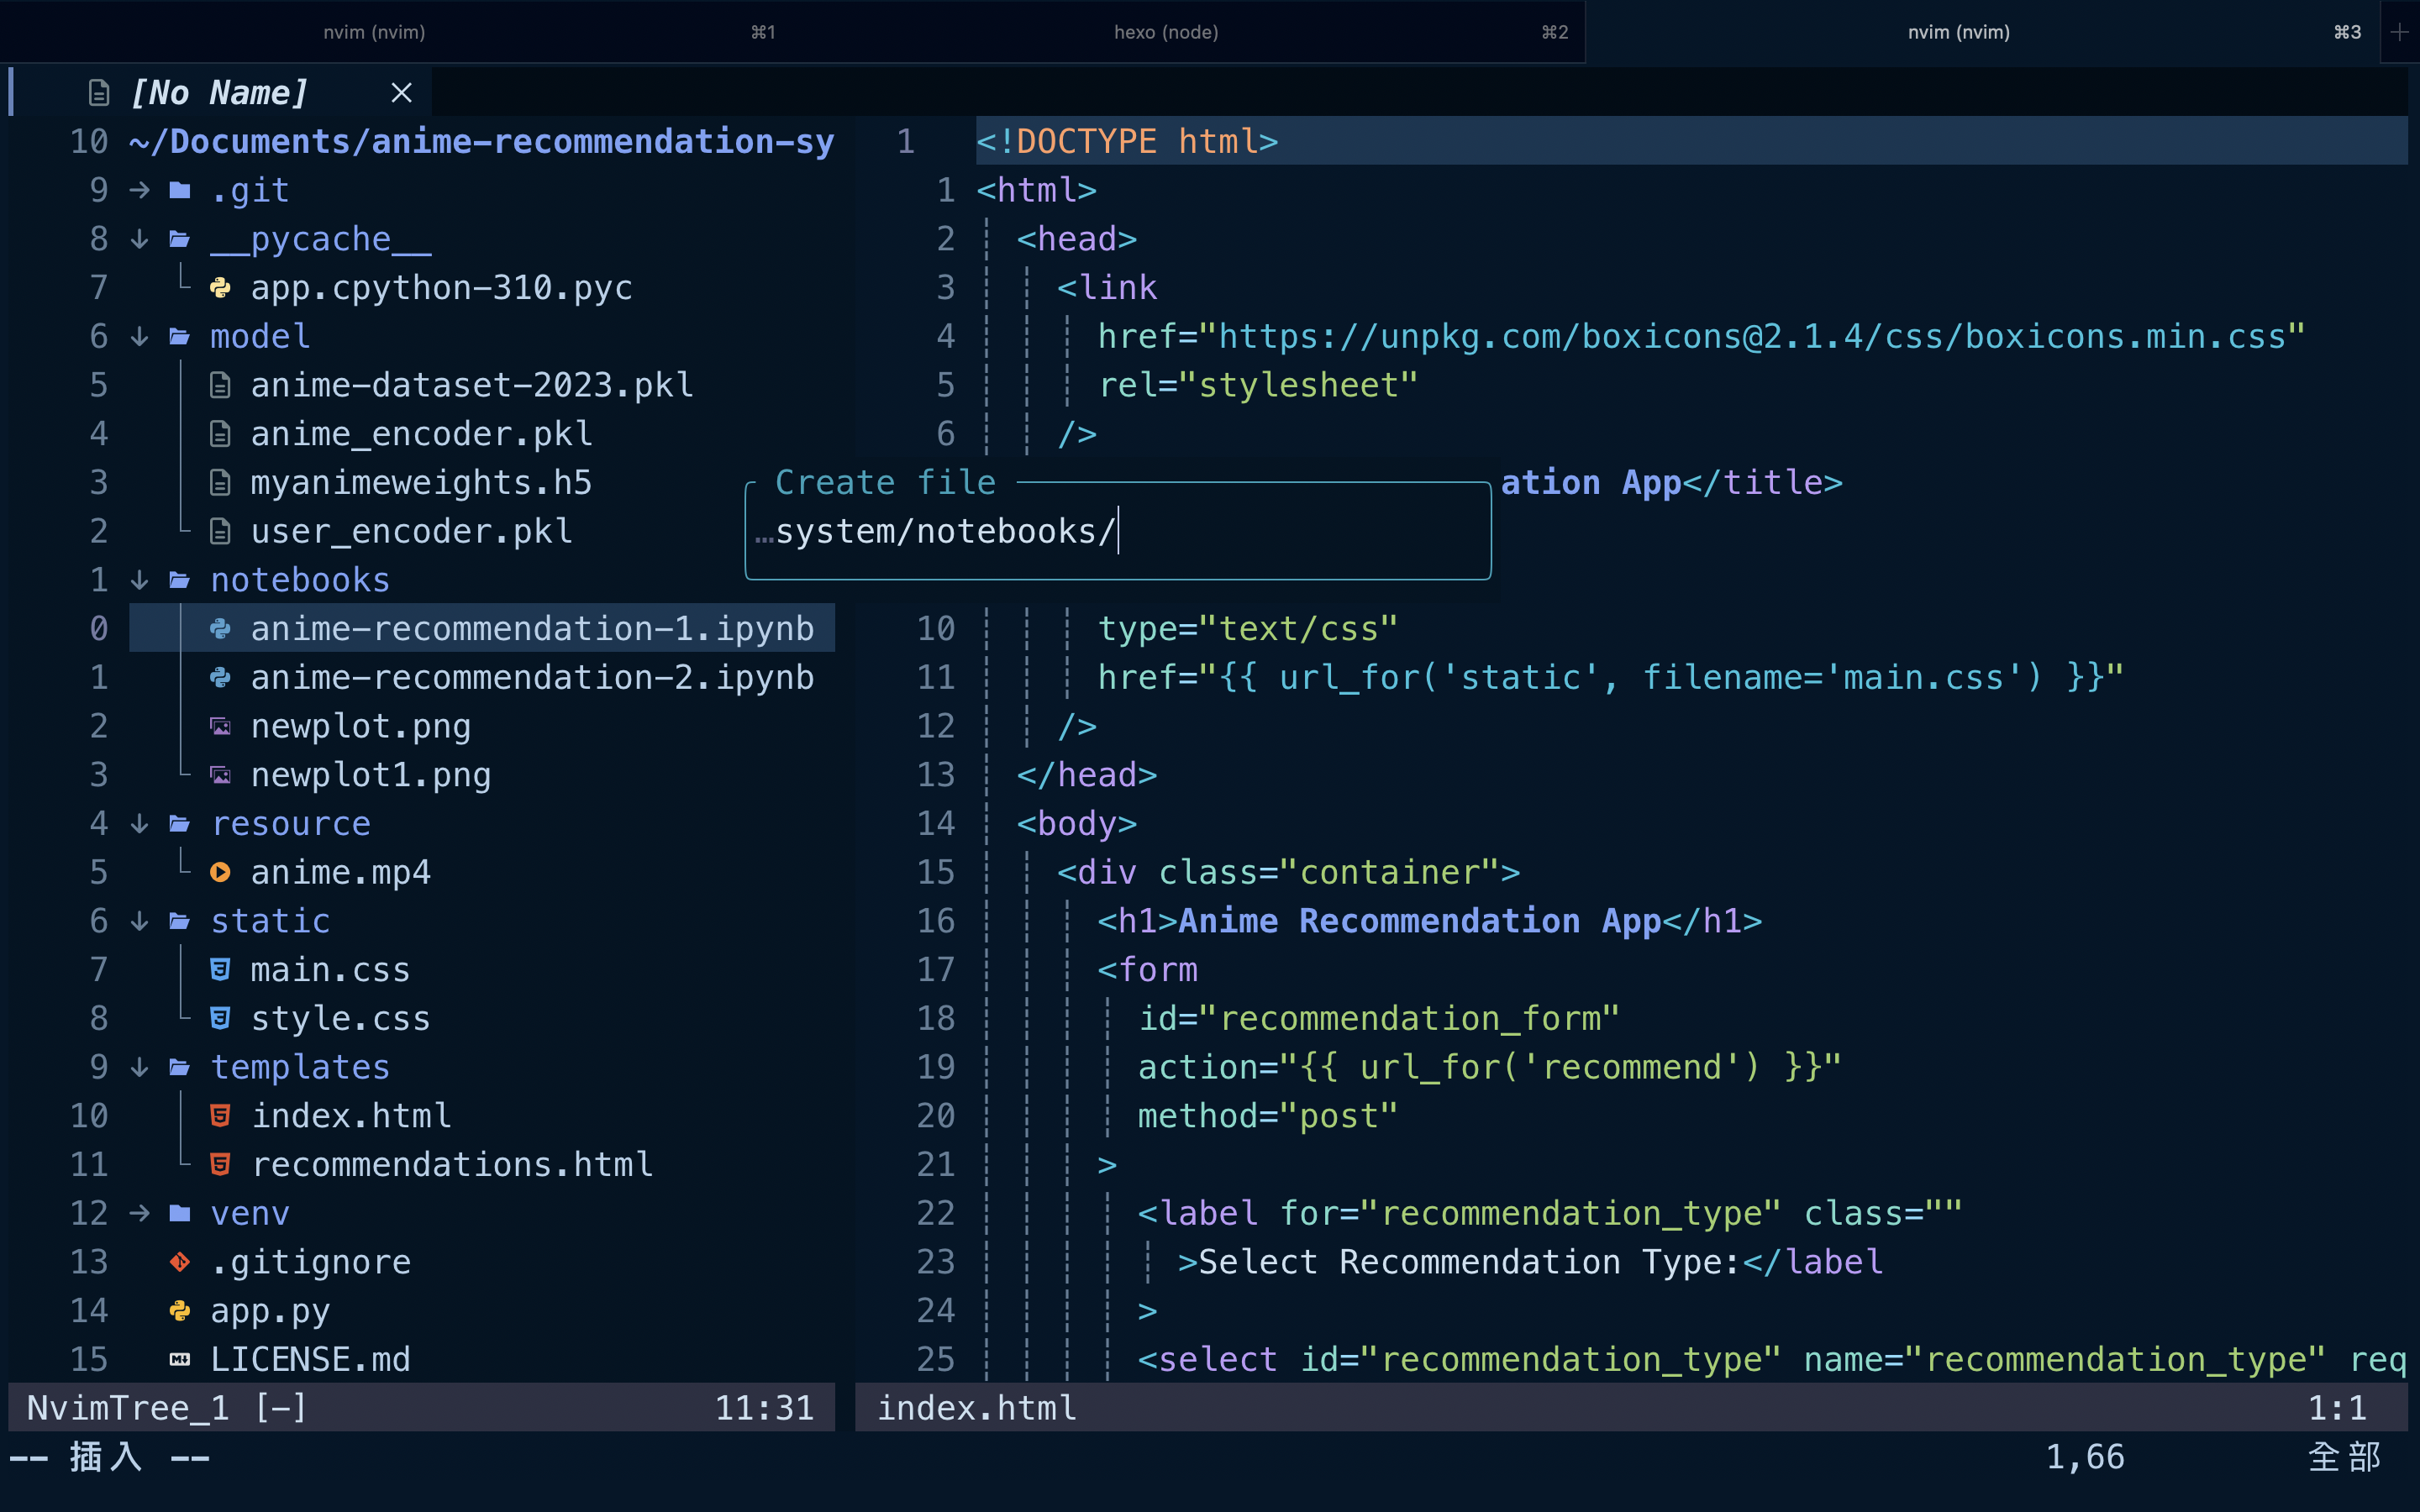 nvim (nvim) ⌘1 hexo (node) ⌘2 nvim (nvim) ⌘3 +
[No Name] ×
10 ~/Documents/anime-recommendation-sy
9 → .git
8 ↓ __pycache__
7 app.cpython-310.pyc
6 ↓ model
5 anime-dataset-2023.pkl
4 anime_encoder.pkl
3 myanimeweights.h5
2 user_encoder.pkl
1 ↓ notebooks
0 anime-recommendation-1.ipynb
1 anime-recommendation-2.ipynb
2 newplot.png
3 newplot1.png
4 ↓ resource
5 anime.mp4
6 ↓ static
7 main.css
8 style.css
9 ↓ templates
10 index.html
11 recommendations.html
12 → venv
13 .gitignore
14 app.py
15 LICENSE.md
NvimTree_1 [-] 11:31
Create file
…system/notebooks/
1 <!DOCTYPE html>
1 <html>
2 <head>
3 <link
4 href="https://unpkg.com/boxicons@2.1.4/css/boxicons.min.css"
5 rel="stylesheet"
6 />
ation App</title>
10 type="text/css"
11 href="{{ url_for('static', filename='main.css') }}"
12 />
13 </head>
14 <body>
15 <div class="container">
16 <h1>Anime Recommendation App</h1>
17 <form
18 id="recommendation_form"
19 action="{{ url_for('recommend') }}"
20 method="post"
21 >
22 <label for="recommendation_type" class=""
23 >Select Recommendation Type:</label
24 >
25 <select id="recommendation_type" name="recommendation_type" req
index.html 1:1
-- 插入 -- 1,66 全部